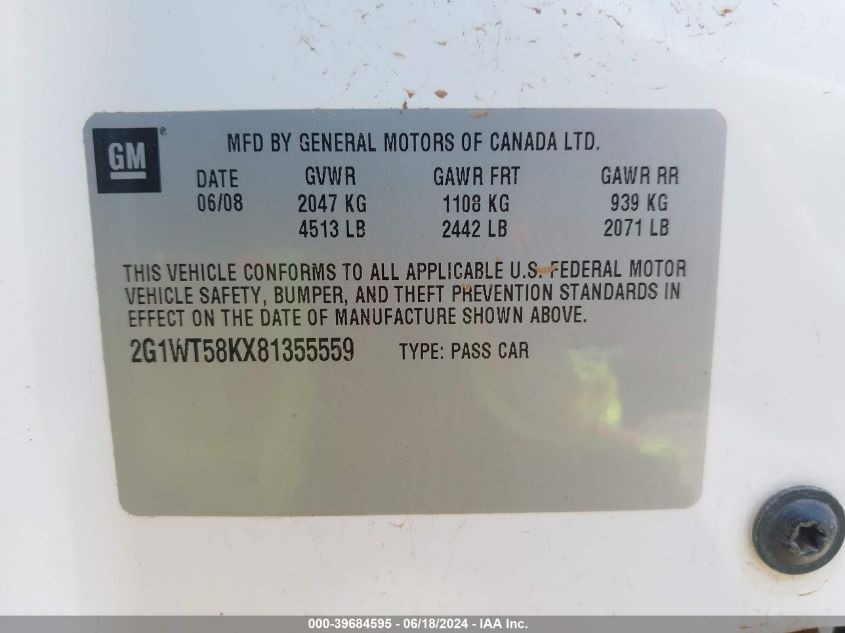 GM®
MFD BY GENERAL MOTORS OF CANADA LTD.
DATE GVWR GAWR FRT GAWR RR
06/08 2047 KG 1108 KG 939 KG
4513 LB 2442 LB 2071 LB
THIS VEHICLE CONFORMS TO ALL APPLICABLE U.S. FEDERAL MOTOR
VEHICLE SAFETY, BUMPER, AND THEFT PREVENTION STANDARDS IN
EFFECT ON THE DATE OF MANUFACTURE SHOWN ABOVE.
2G1WT58KX81355559 TYPE: PASS CAR
000-39684595 - 06/18/2024 - IAA Inc.